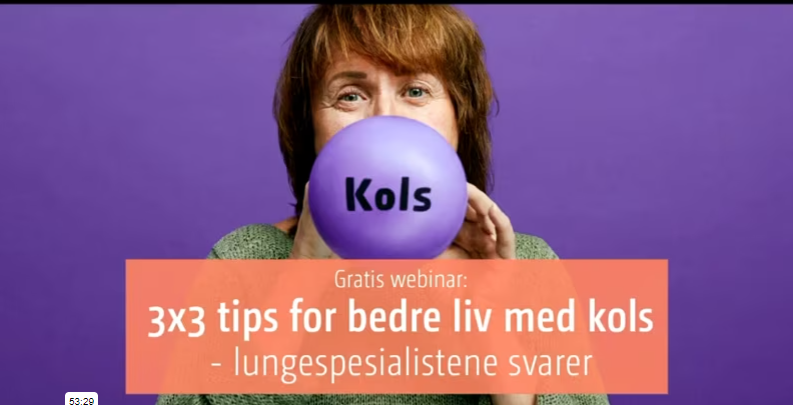 Kols
Gratis webinar:
3x3 tips for bedre liv med kols
- lungespesialistene svarer
53:29